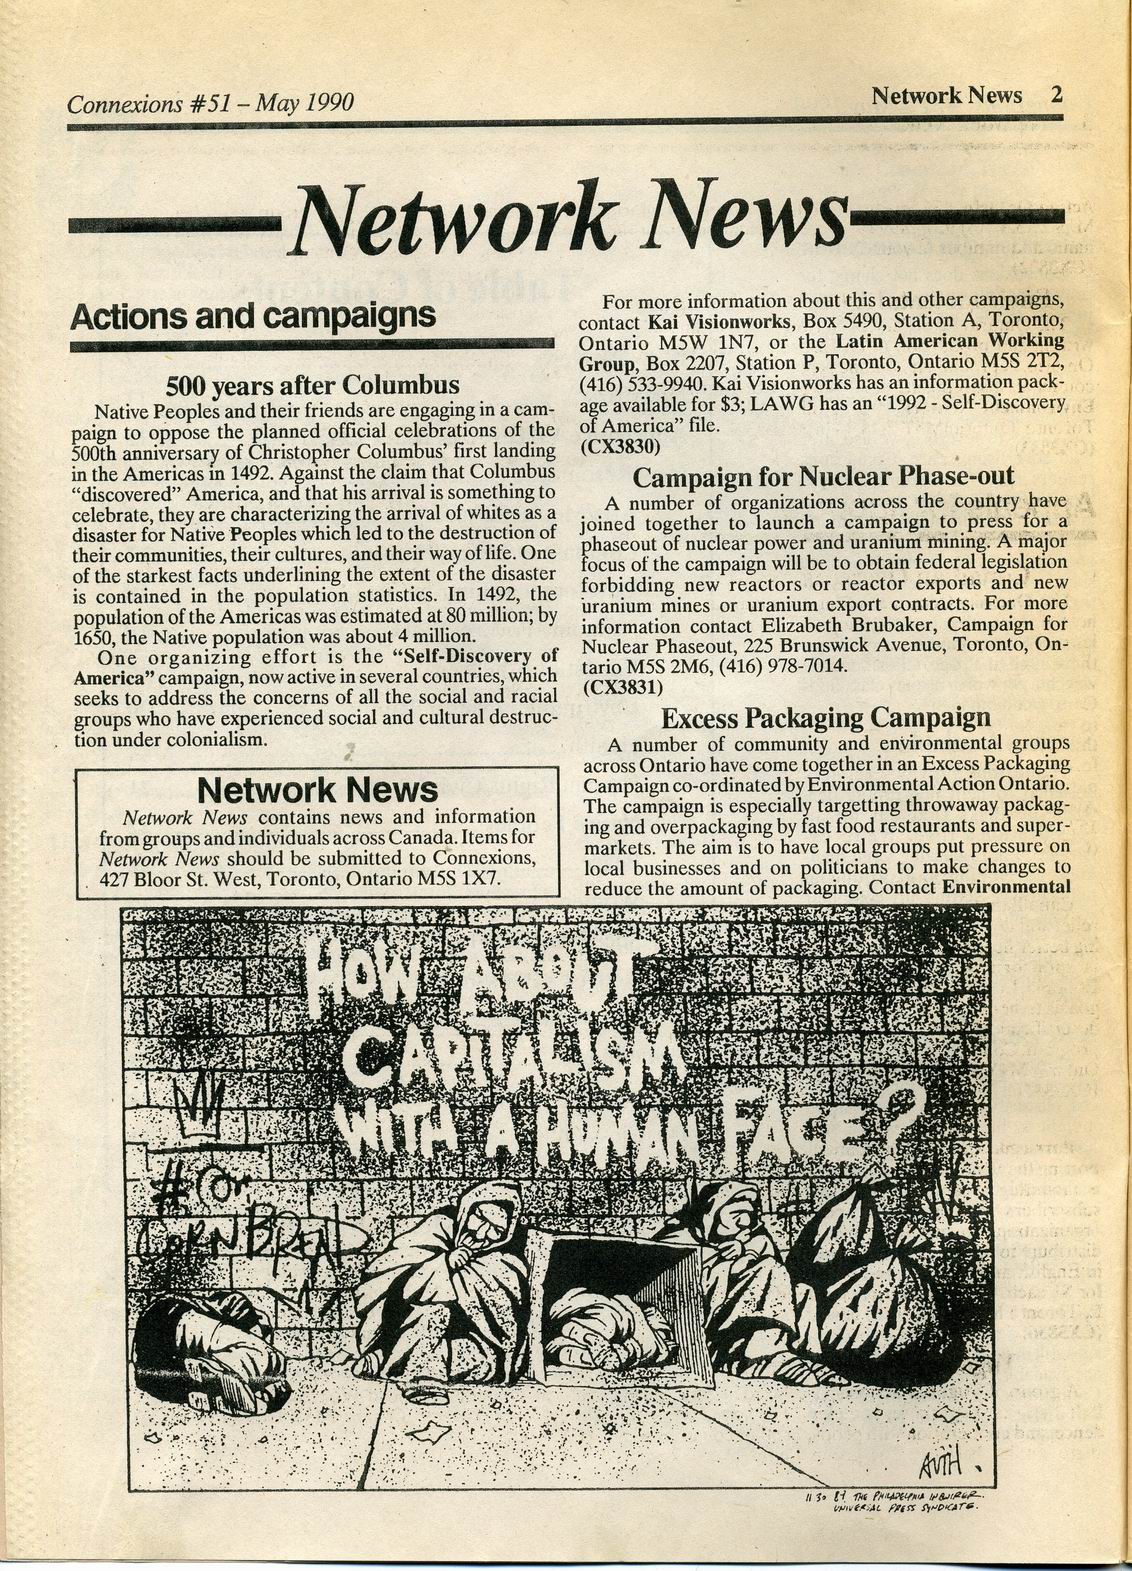 Connexions #51 – May 1990
Network News 2
Network News
Actions and campaigns
500 years after Columbus
Native Peoples and their friends are engaging in a cam-
paign to oppose the planned official celebrations of the
500th anniversary of Christopher Columbus' first landing
in the Americas in 1492. Against the claim that Columbus
“discovered” America, and that his arrival is something to
celebrate, they are characterizing the arrival of whites as a
disaster for Native Peoples which led to the destruction of
their communities, their cultures, and their way of life. One
of the starkest facts underlining the extent of the disaster
is contained in the population statistics. In 1492, the
population of the Americas was estimated at 80 million; by
1650, the Native population was about 4 million.
One organizing effort is the “Self-Discovery of
America” campaign, now active in several countries, which
seeks to address the concerns of all the social and racial
groups who have experienced social and cultural destruc-
tion under colonialism.
Network News
Network News contains news and information
from groups and individuals across Canada. Items for
Network News should be submitted to Connexions,
427 Bloor St. West, Toronto, Ontario M5S 1X7.
For more information about this and other campaigns,
contact Kai Visionworks, Box 5490, Station A, Toronto,
Ontario M5W 1N7, or the Latin American Working
Group, Box 2207, Station P, Toronto, Ontario M5S 2T2,
(416) 533-9940. Kai Visionworks has an information pack-
age available for $3; LAWG has an “1992 - Self-Discovery
of America” file.
(CX3830)
Campaign for Nuclear Phase-out
A number of organizations across the country have
joined together to launch a campaign to press for a
phaseout of nuclear power and uranium mining. A major
focus of the campaign will be to obtain federal legislation
forbidding new reactors or reactor exports and new
uranium mines or uranium export contracts. For more
information contact Elizabeth Brubaker, Campaign for
Nuclear Phaseout, 225 Brunswick Avenue, Toronto, On-
tario M5S 2M6, (416) 978-7014.
(CX3831)
Excess Packaging Campaign
A number of community and environmental groups
across Ontario have come together in an Excess Packaging
Campaign co-ordinated by Environmental Action Ontario.
The campaign is especially targetting throwaway packag-
ing and overpackaging by fast food restaurants and super-
markets. The aim is to have local groups put pressure on
local businesses and on politicians to make changes to
reduce the amount of packaging. Contact Environmental
HOW ABOUT
CAPITALISM
WITH A HUMAN FACE?
CORN BREAD
AUTH.
THE PHILADELPHIA INQUIRER.
UNIVERSAL PRESS SYNDICATE.